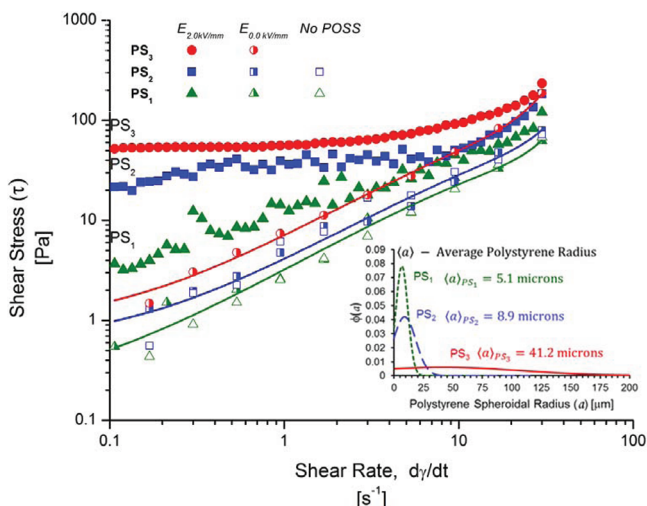 E2.0kV/mm E0.0 kV/mm No POSS
PS3
PS2
PS1
1000
100
10
1
0.1
Shear Stress (τ)
[Pa]
PS3
PS2
PS1
0.1 1 10 100
Shear Rate, dγ/dt
[s-1]
⟨a⟩ – Average Polystyrene Radius
0.09
0.08
0.07
0.06
0.05
0.04
0.03
0.02
0.01
0
ϕ(a)
PS1 ⟨a⟩PS1 = 5.1 microns
PS2 ⟨a⟩PS2 = 8.9 microns
PS3 ⟨a⟩PS3 = 41.2 microns
0 25 50 75 100 125 150 175 200
Polystyrene Spheroidal Radius (a) [μm]